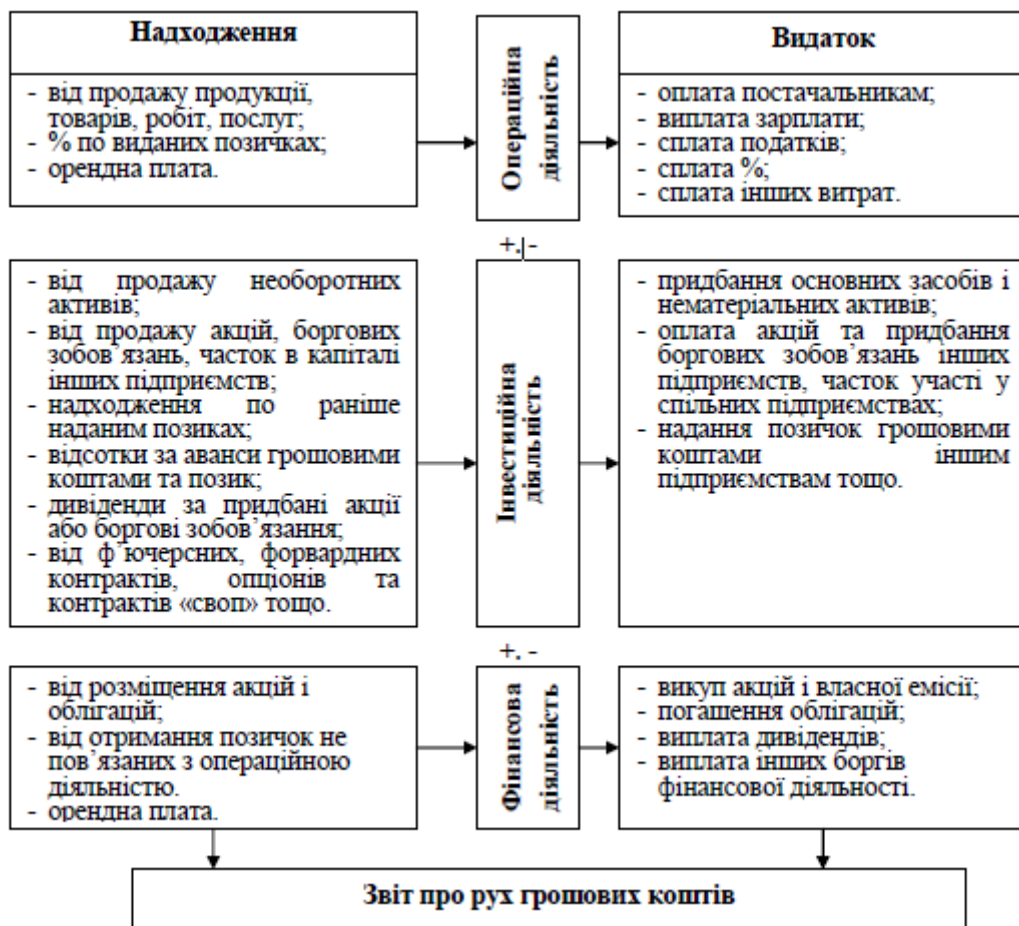 Надходження
Операційна
діяльність
Видаток
- від продажу продукції,
товарів, робіт, послуг;
- % по виданих позичках;
- орендна плата.
- оплата постачальникам;
- виплата зарплати;
- сплата податків;
- сплата %;
- сплата інших витрат.
+.|-
- від продажу необоротних
активів;
- від продажу акцій, боргових
зобов’язань, часток в капіталі
інших підприємств;
- надходження по раніше
наданим позиках;
- відсотки за аванси грошовими
коштами та позик;
- дивіденди за придбані акції
або боргові зобов’язання;
- від ф’ючерсних, форвардних
контрактів, опціонів та
контрактів «своп» тощо.
Інвестиційна
діяльність
- придбання основних засобів і
нематеріальних активів;
- оплата акцій та придбання
боргових зобов’язань інших
підприємств, часток участі у
спільних підприємствах;
- надання позичок грошовими
коштами іншим
підприємствам тощо.
+. -
- від розміщення акцій і
облігацій;
- від отримання позичок не
пов’язаних з операційною
діяльністю.
- орендна плата.
Фінансова
діяльність
- викуп акцій і власної емісії;
- погашення облігацій;
- виплата дивідендів;
- виплата інших боргів
фінансової діяльності.
Звіт про рух грошових коштів